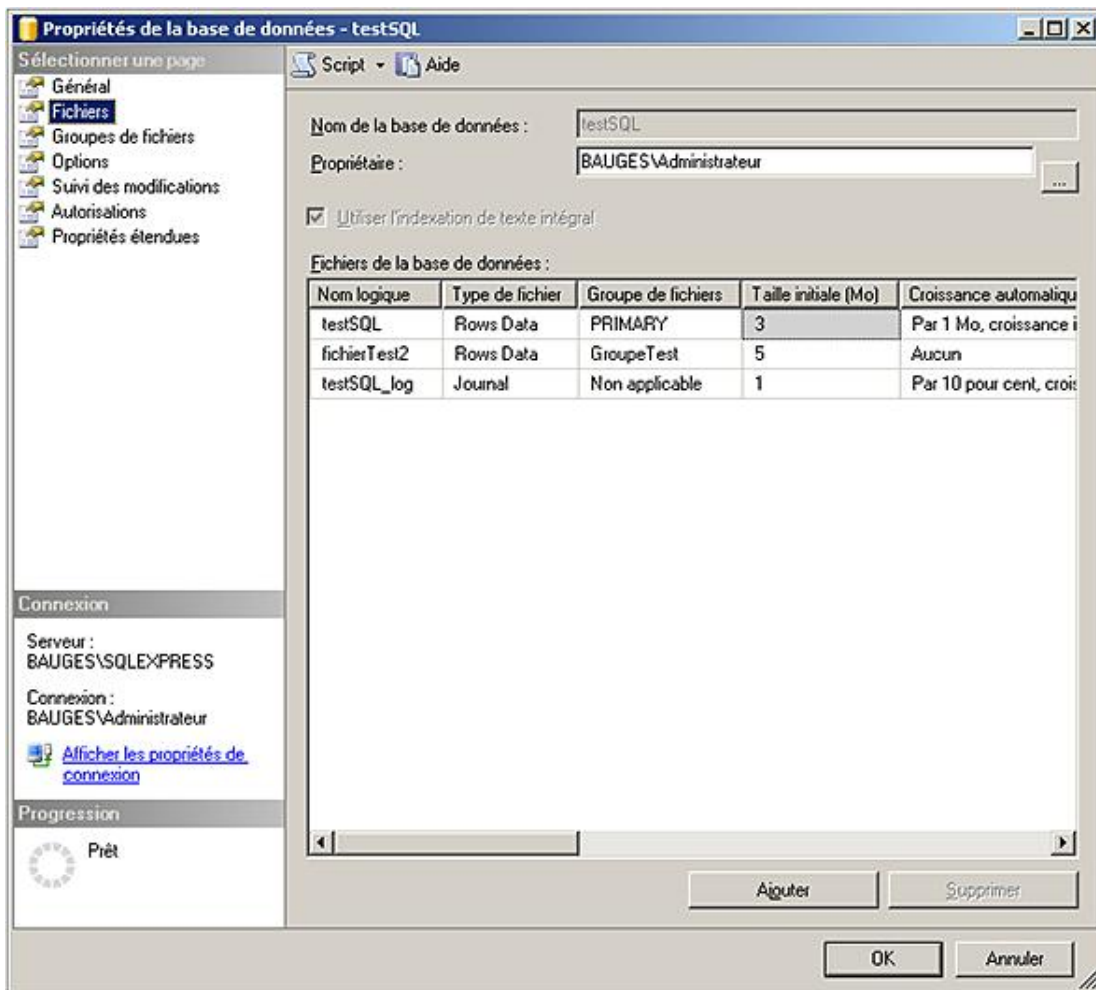 Propriétés de la base de données - testSQL
Sélectionner une page
Général
Fichiers
Groupes de fichiers
Options
Suivi des modifications
Autorisations
Propriétés étendues
Script Aide
Nom de la base de données : testSQL
Propriétaire : BAUGES\Administrateur
...
Utiliser l'indexation de texte intégral
Fichiers de la base de données :
Nom logique Type de fichier Groupe de fichiers Taille initiale (Mo) Croissance automatiqu
testSQL Rows Data PRIMARY 3 Par 1 Mo, croissance i
fichierTest2 Rows Data GroupeTest 5 Aucun
testSQL_log Journal Non applicable 1 Par 10 pour cent, crois
Connexion
Serveur :
BAUGES\SQLEXPRESS
Connexion :
BAUGES\Administrateur
Afficher les propriétés de
connexion
Progression
Prêt
Ajouter Supprimer
OK Annuler